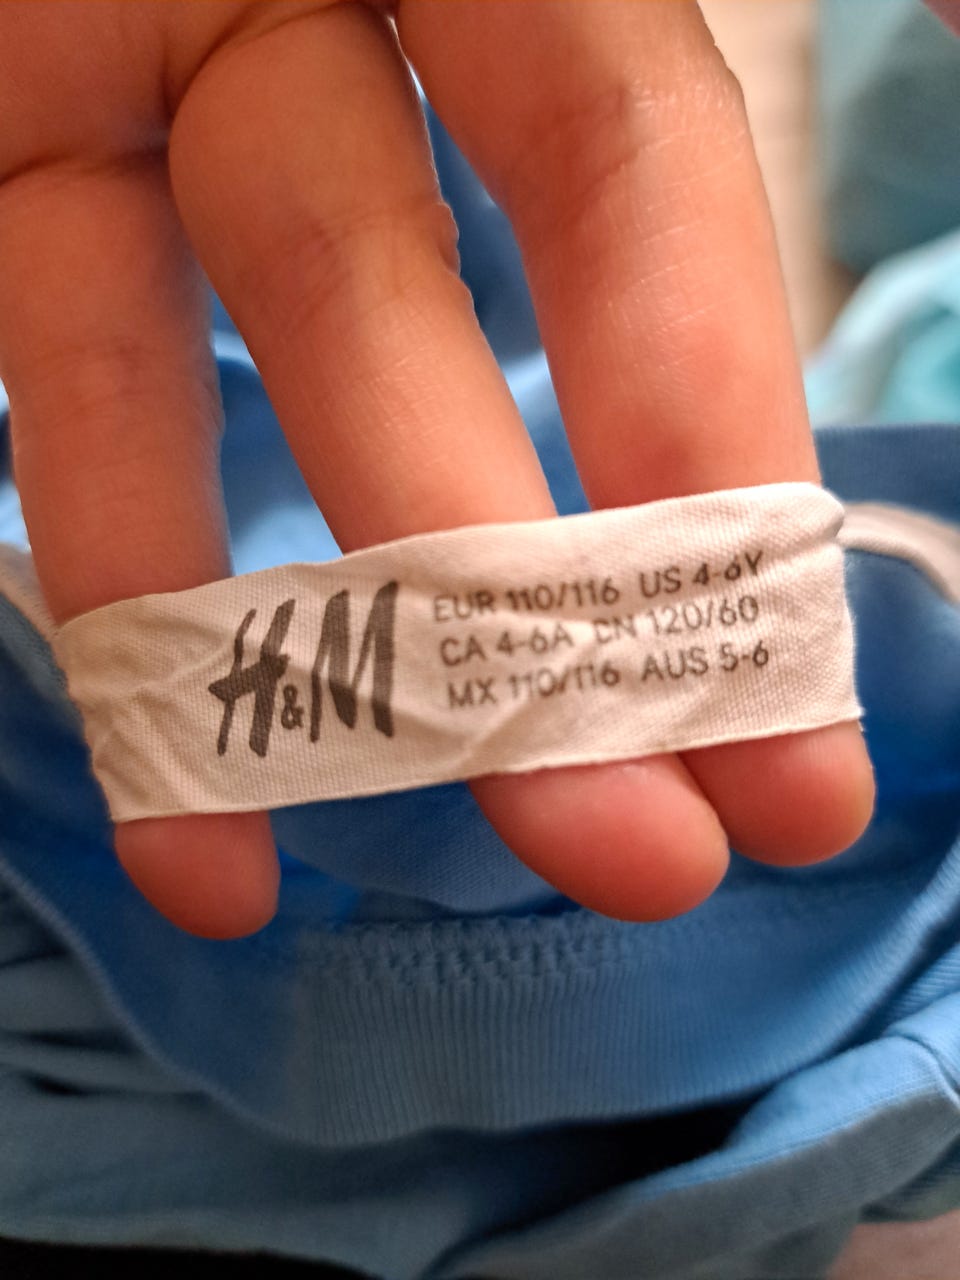 H&M
EUR 110/116 US 4-6Y
CA 4-6A CN 120/60
MX 110/116 AUS 5-6